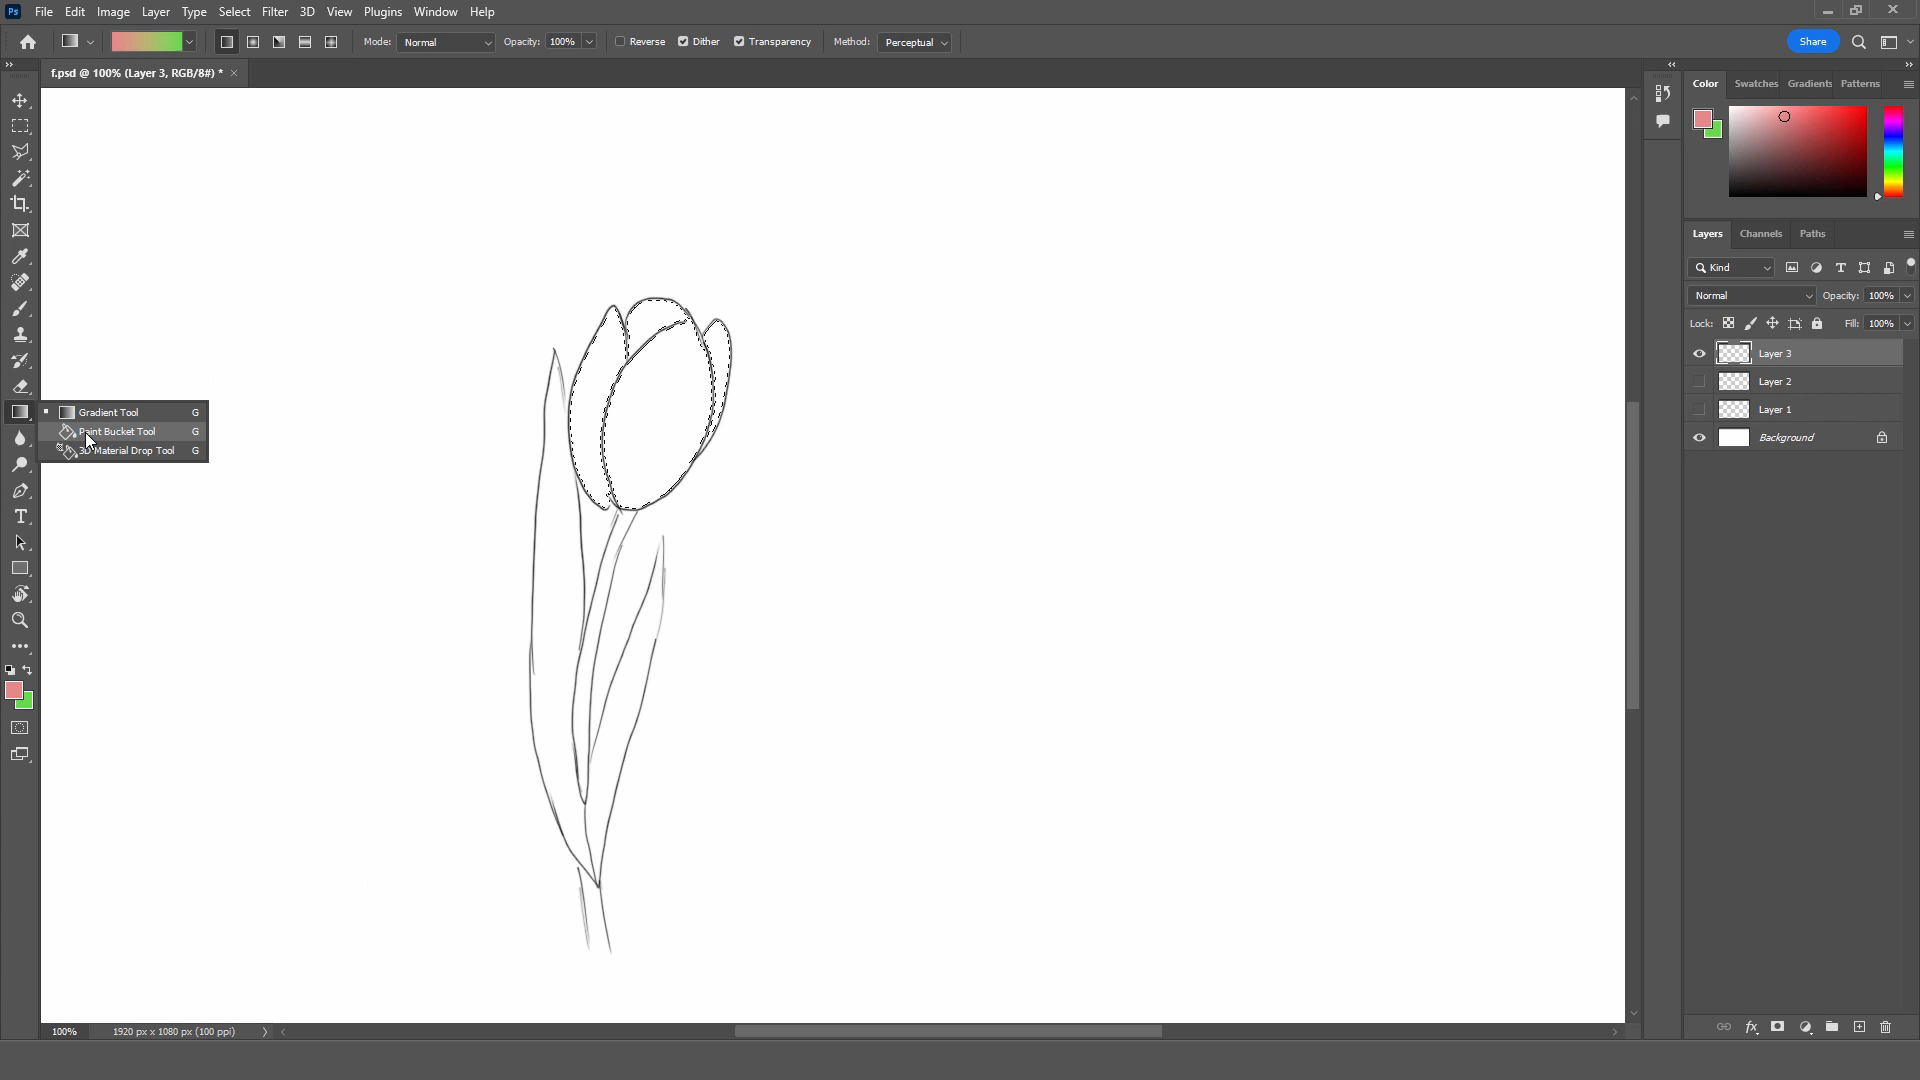 Ps File Edit Image Layer Type Select Filter 3D View Plugins Window Help
Mode: Normal Opacity: 100% Reverse Dither Transparency Method: Perceptual Share
f.psd @ 100% (Layer 3, RGB/8#) *
Color Swatches Gradients Patterns
Layers Channels Paths
Kind
Normal Opacity: 100%
Lock: Fill: 100%
Layer 3
Layer 2
Layer 1
Background
Gradient Tool G
Paint Bucket Tool G
3D Material Drop Tool G
100% 1920 px x 1080 px (100 ppi)